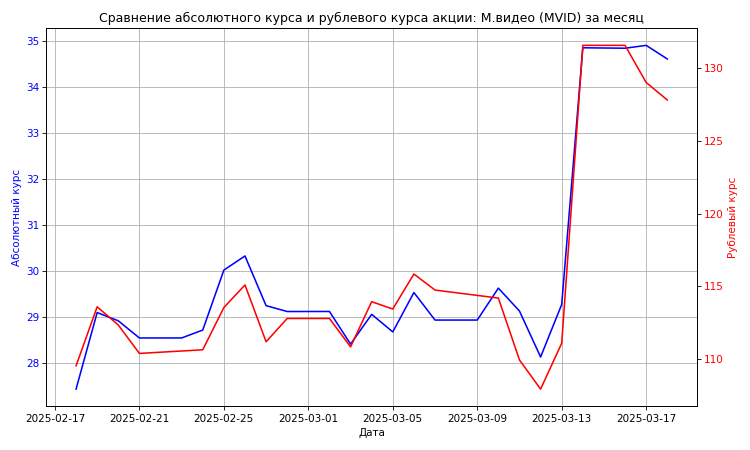 Сравнение абсолютного курса и рублевого курса акции: М.видео (MVID) за месяц
35
34
33
32
31
30
29
28
Абсолютный курс
130
125
120
115
110
Рублевый курс
2025-02-17 2025-02-21 2025-02-25 2025-03-01 2025-03-05 2025-03-09 2025-03-13 2025-03-17
Дата